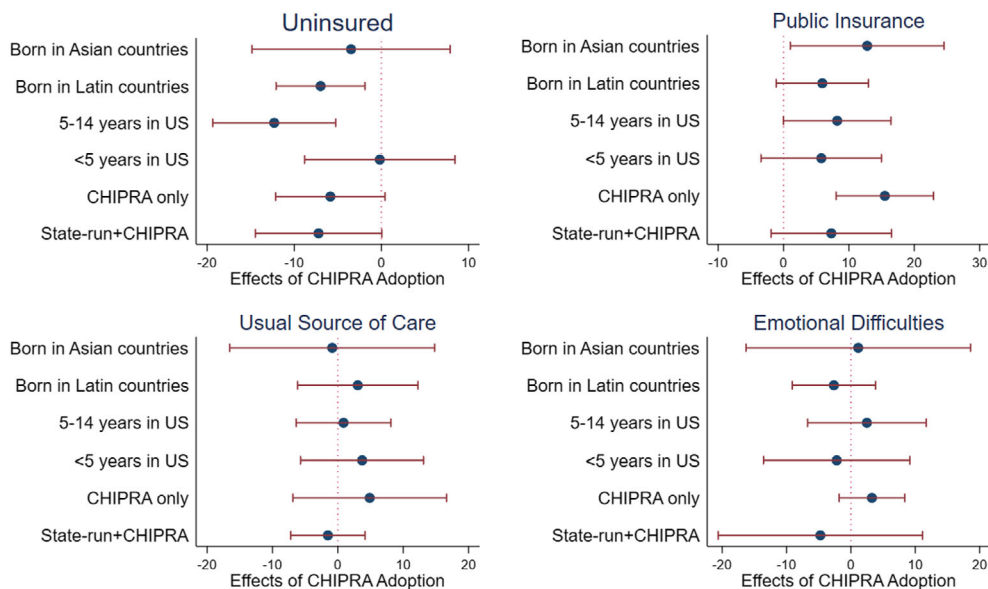 Uninsured
Born in Asian countries
Born in Latin countries
5-14 years in US
<5 years in US
CHIPRA only
State-run+CHIPRA
-20 -10 0 10
Effects of CHIPRA Adoption
Public Insurance
Born in Asian countries
Born in Latin countries
5-14 years in US
<5 years in US
CHIPRA only
State-run+CHIPRA
-10 0 10 20 30
Effects of CHIPRA Adoption
Usual Source of Care
Born in Asian countries
Born in Latin countries
5-14 years in US
<5 years in US
CHIPRA only
State-run+CHIPRA
-20 -10 0 10 20
Effects of CHIPRA Adoption
Emotional Difficulties
Born in Asian countries
Born in Latin countries
5-14 years in US
<5 years in US
CHIPRA only
State-run+CHIPRA
-20 -10 0 10 20
Effects of CHIPRA Adoption